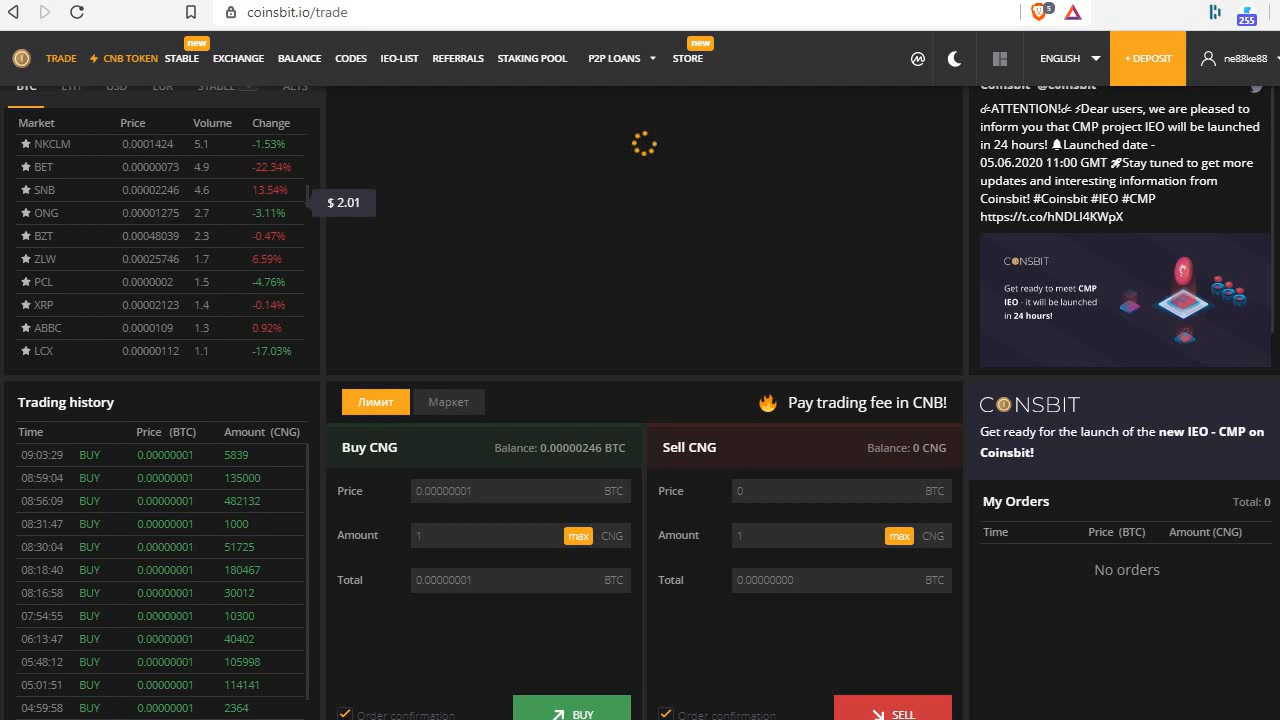 coinsbit.io/trade
5
255
new
new
TRADE CNB TOKEN STABLE EXCHANGE BALANCE CODES IEO-LIST REFERRALS STAKING POOL P2P LOANS STORE ENGLISH + DEPOSIT ne88ke88
BTC ETH USD EUR STABLE ALTS
Market Price Volume Change
NKCLM 0.0001424 5.1 -1.53%
BET 0.00000073 4.9 -22.34%
SNB 0.00002246 4.6 13.54%
ONG 0.00001275 2.7 -3.11%
BZT 0.00048039 2.3 -0.47%
ZLW 0.00025746 1.7 6.59%
PCL 0.0000002 1.5 -4.76%
XRP 0.00002123 1.4 -0.14%
ABBC 0.0000109 1.3 0.92%
LCX 0.00000112 1.1 -17.03%
$ 2.01
Coinsbit @coinsbit
ATTENTION! Dear users, we are pleased to
inform you that CMP project IEO will be launched
in 24 hours! 🔔Launched date -
05.06.2020 11:00 GMT 🚀Stay tuned to get more
updates and interesting information from
Coinsbit! #Coinsbit #IEO #CMP
https://t.co/hNDLI4KWpX
COINSBIT
Get ready to meet CMP
IEO - it will be launched
in 24 hours!
Trading history
Time Price (BTC) Amount (CNG)
09:03:29 BUY 0.00000001 5839
08:59:04 BUY 0.00000001 135000
08:56:09 BUY 0.00000001 482132
08:31:47 BUY 0.00000001 1000
08:30:04 BUY 0.00000001 51725
08:18:40 BUY 0.00000001 180467
08:16:58 BUY 0.00000001 30012
07:54:55 BUY 0.00000001 10300
06:13:47 BUY 0.00000001 40402
05:48:12 BUY 0.00000001 105998
05:01:51 BUY 0.00000001 114141
04:59:58 BUY 0.00000001 2364
Лимит Маркет
🔥 Pay trading fee in CNB!
Buy CNG Balance: 0.00000246 BTC
Price 0.00000001 BTC
Amount 1 max CNG
Total 0.00000001 BTC
Order confirmation BUY
Sell CNG Balance: 0 CNG
Price 0 BTC
Amount 1 max CNG
Total 0.00000000 BTC
Order confirmation SELL
COINSBIT
Get ready for the launch of the new IEO - CMP on
Coinsbit!
My Orders Total: 0
Time Price (BTC) Amount (CNG)
No orders